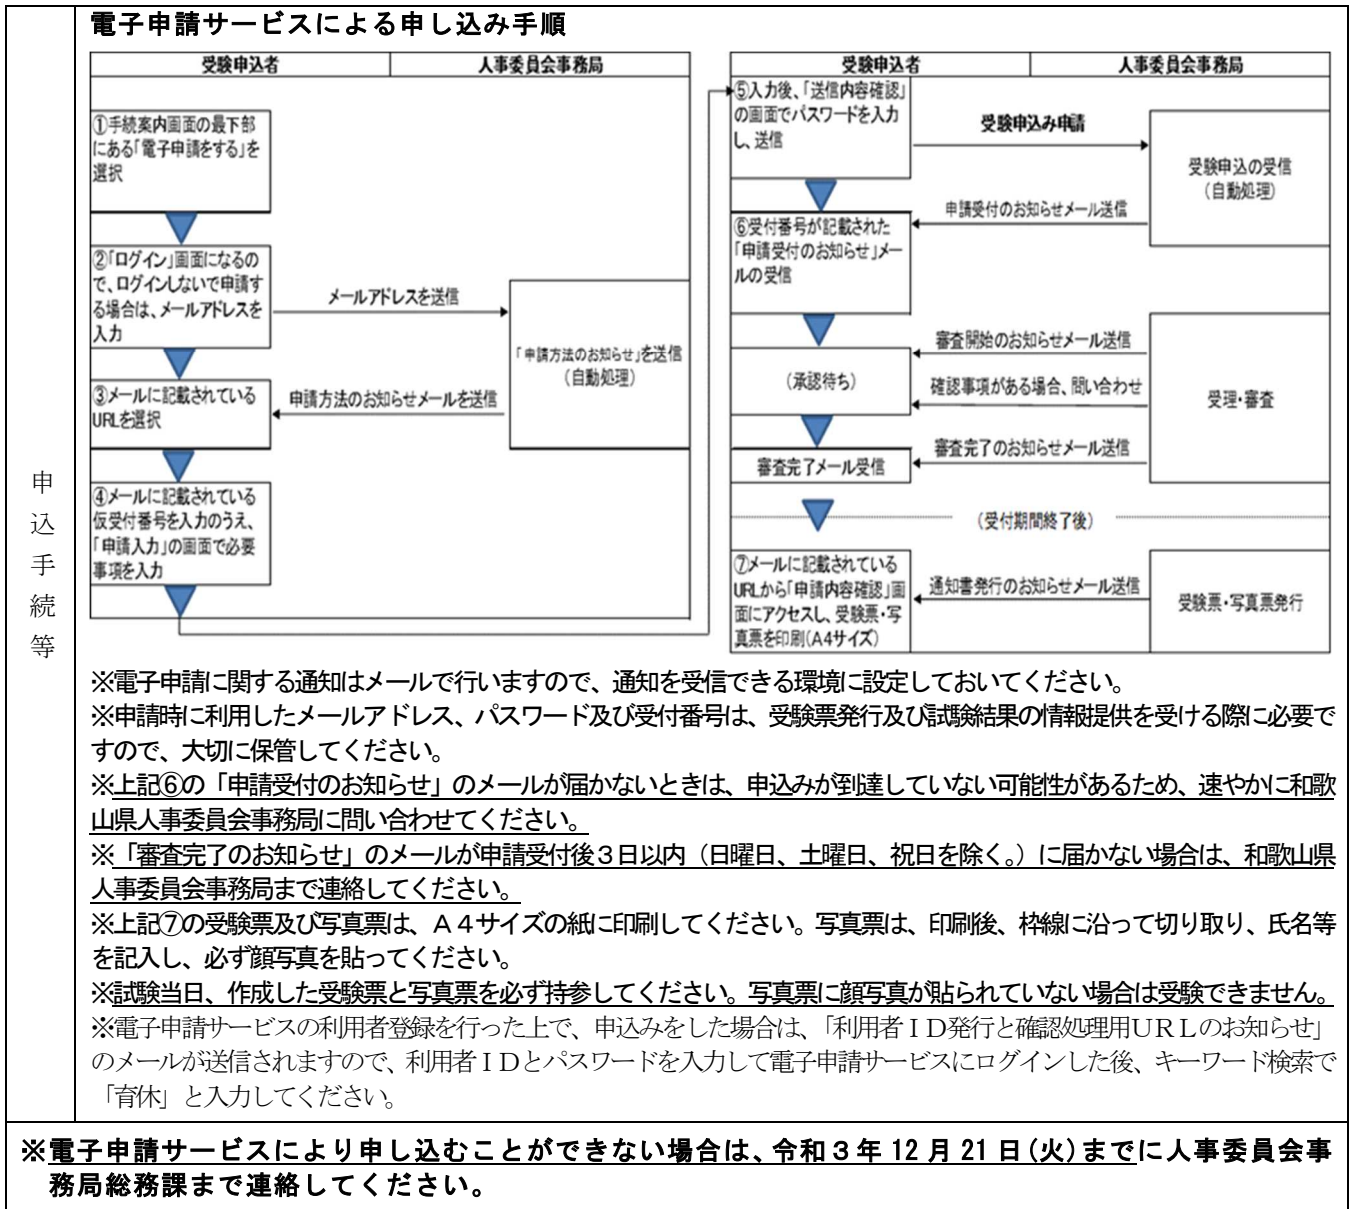 電子申請サービスによる申し込み手順
受験申込者
人事委員会事務局
①手続案内画面の最下部
にある「電子申請をする」を
選択
②「ログイン」画面になるの
で、ログインしないで申請す
る場合は、メールアドレスを
入力
メールアドレスを送信
「申請方法のお知らせ」を送信
(自動処理)
③メールに記載されている
URLを選択
申請方法のお知らせメールを送信
④メールに記載されている
仮受付番号を入力のうえ、
「申請入力」の画面で必要
事項を入力
受験申込者
人事委員会事務局
⑤入力後、「送信内容確認」
の画面でパスワードを入力
し、送信
受験申込み申請
受験申込の受信
(自動処理)
申請受付のお知らせメール送信
⑥受付番号が記載された
「申請受付のお知らせ」メー
ルの受信
審査開始のお知らせメール送信
(承認待ち)
確認事項がある場合、問い合わせ
受理・審査
審査完了のお知らせメール送信
審査完了メール受信
(受付期間終了後)
⑦メールに記載されている
URLから「申請内容確認」画
面にアクセスし、受験票・写
真票を印刷(A4サイズ)
通知書発行のお知らせメール送信
受験票・写真票発行
申
込
手
続
等
※電子申請に関する通知はメールで行いますので、通知を受信できる環境に設定しておいてください。
※申請時に利用したメールアドレス、パスワード及び受付番号は、受験票発行及び試験結果の情報提供を受ける際に必要で
すので、大切に保管してください。
※上記⑥の「申請受付のお知らせ」のメールが届かないときは、申込みが到達していない可能性があるため、速やかに和歌
山県人事委員会事務局に問い合わせてください。
※「審査完了のお知らせ」のメールが申請受付後3日以内（日曜日、土曜日、祝日を除く。）に届かない場合は、和歌山県
人事委員会事務局まで連絡してください。
※上記⑦の受験票及び写真票は、Ａ４サイズの紙に印刷してください。写真票は、印刷後、枠線に沿って切り取り、氏名等
を記入し、必ず顔写真を貼ってください。
※試験当日、作成した受験票と写真票を必ず持参してください。写真票に顔写真が貼られていない場合は受験できません。
※電子申請サービスの利用者登録を行った上で、申込みをした場合は、「利用者ＩＤ発行と確認処理用ＵＲＬのお知らせ」
のメールが送信されますので、利用者ＩＤとパスワードを入力して電子申請サービスにログインした後、キーワード検索で
「育休」と入力してください。
※電子申請サービスにより申し込むことができない場合は、令和３年12月21日(火)までに人事委員会事
務局総務課まで連絡してください。